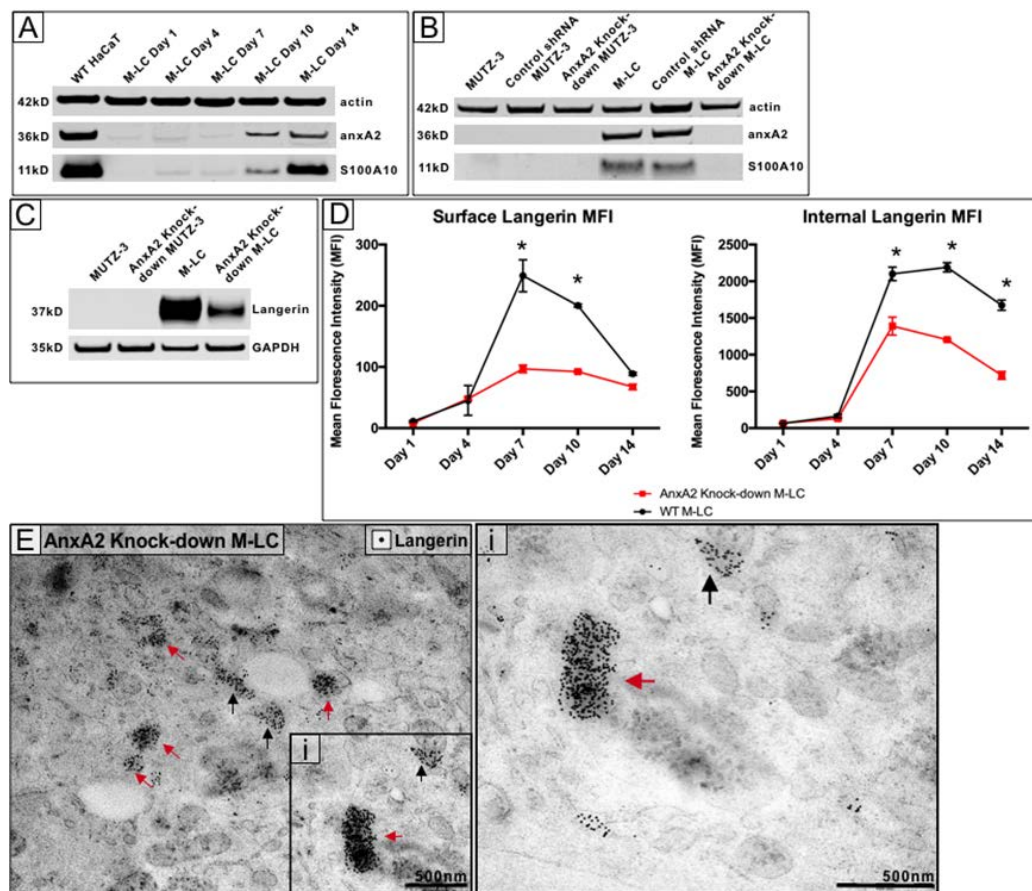 A
WT HaCaT
M-LC Day 1
M-LC Day 4
M-LC Day 7
M-LC Day 10
M-LC Day 14
42kD
actin
36kD
anxA2
11kD
S100A10
B
MUTZ-3
Control shRNA
MUTZ-3
AnxA2 Knock-
down MUTZ-3
M-LC
Control shRNA
M-LC
AnxA2 Knock-
down M-LC
42kD
actin
36kD
anxA2
11kD
S100A10
C
MUTZ-3
AnxA2 Knock-
down MUTZ-3
M-LC
AnxA2 Knock-
down M-LC
37kD
Langerin
35kD
GAPDH
D
Surface Langerin MFI
Mean Florescence Intensity (MFI)
300
200
100
0
* *
Day 1
Day 4
Day 7
Day 10
Day 14
Internal Langerin MFI
Mean Florescence Intensity (MFI)
2500
2000
1500
1000
500
0
* * *
Day 1
Day 4
Day 7
Day 10
Day 14
AnxA2 Knock-down M-LC
WT M-LC
E
AnxA2 Knock-down M-LC
Langerin
i
500nm
i
500nm